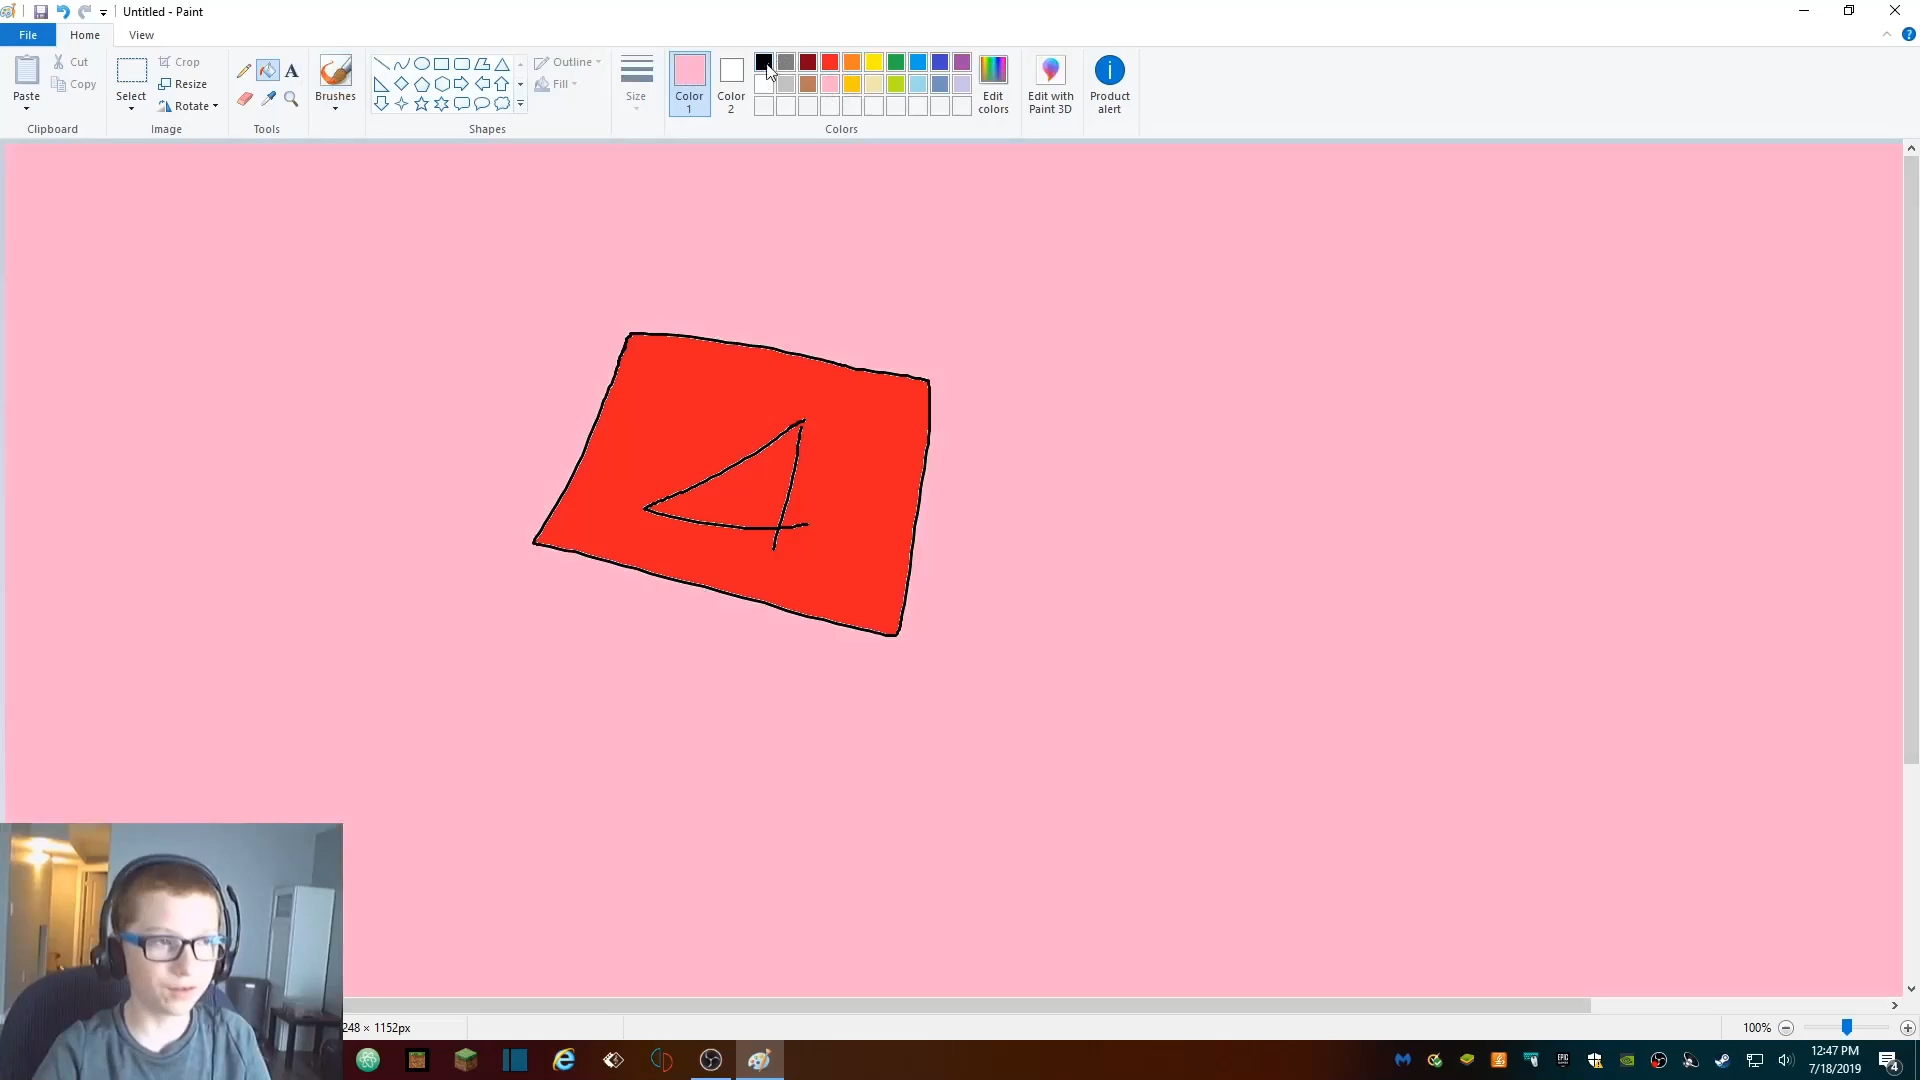 Untitled - Paint
File Home View
Paste
Cut
Copy
Clipboard
Select
Crop
Resize
Rotate
Image
A
Tools
Brushes
Outline
Fill
Shapes
Size
Color 1
Color 2
Colors
Edit colors
Edit with Paint 3D
Product alert
4
248 × 1152px
100%
EPIC
12:47 PM
7/18/2019
4